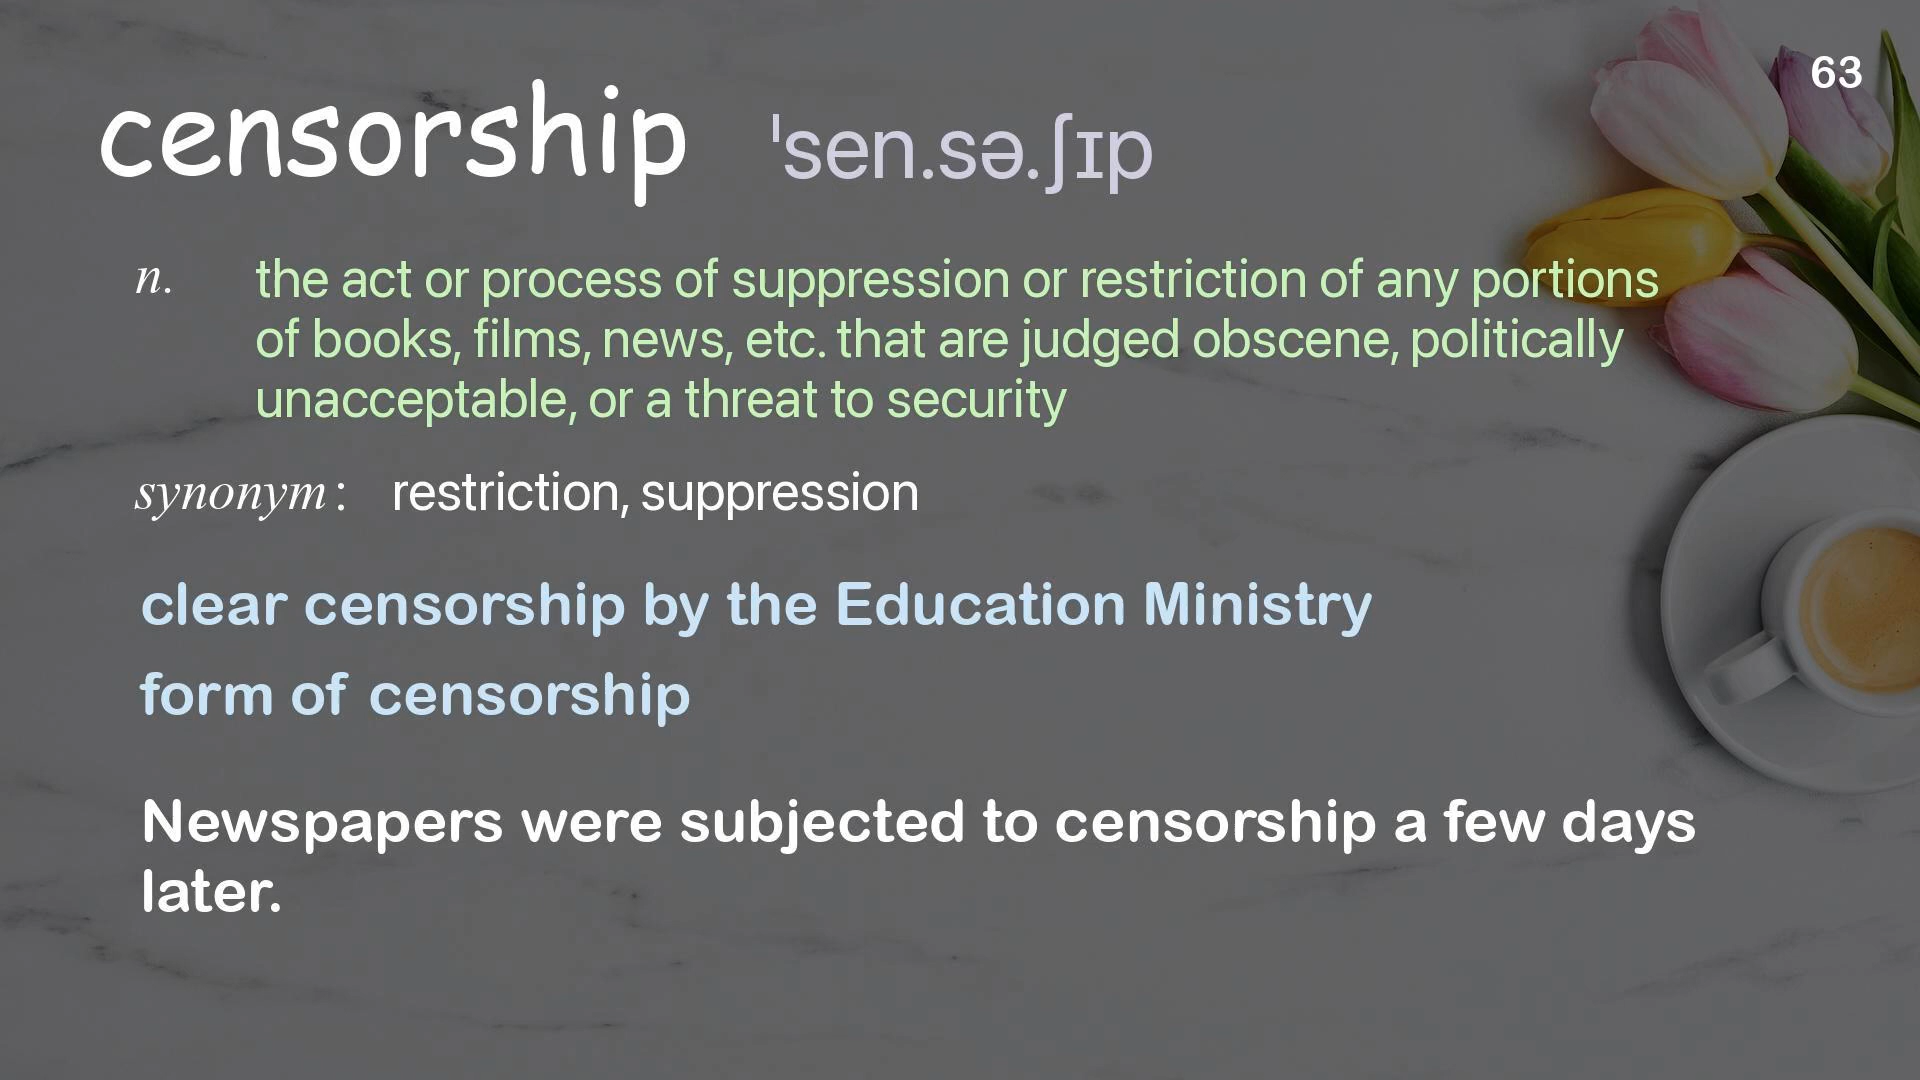 63
censorship ˈsen.sə.ʃɪp
n. the act or process of suppression or restriction of any portions
of books, films, news, etc. that are judged obscene, politically
unacceptable, or a threat to security
synonym: restriction, suppression
clear censorship by the Education Ministry
form of censorship
Newspapers were subjected to censorship a few days
later.